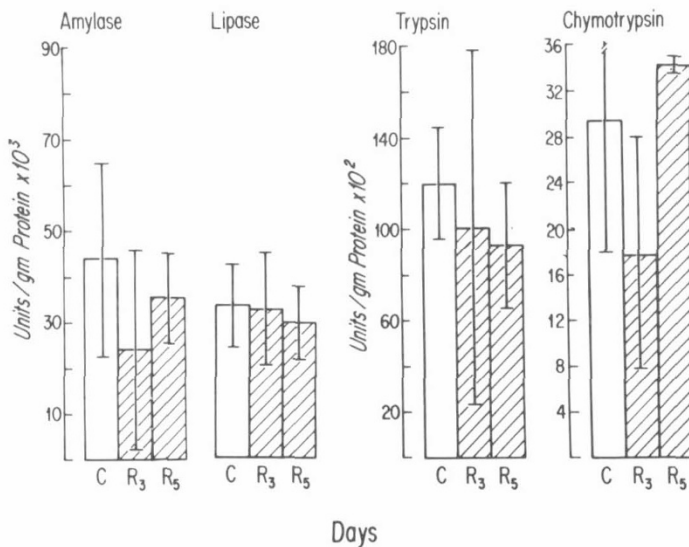 Amylase Lipase Trypsin Chymotrypsin
Units/gm Protein x10³
90
70
50
30
10
C R₃ R₅ C R₃ R₅
Units/gm Protein x10²
180
140
100
60
20
C R₃ R₅
36
32
28
24
20
16
12
8
4
C R₃ R₅
Days